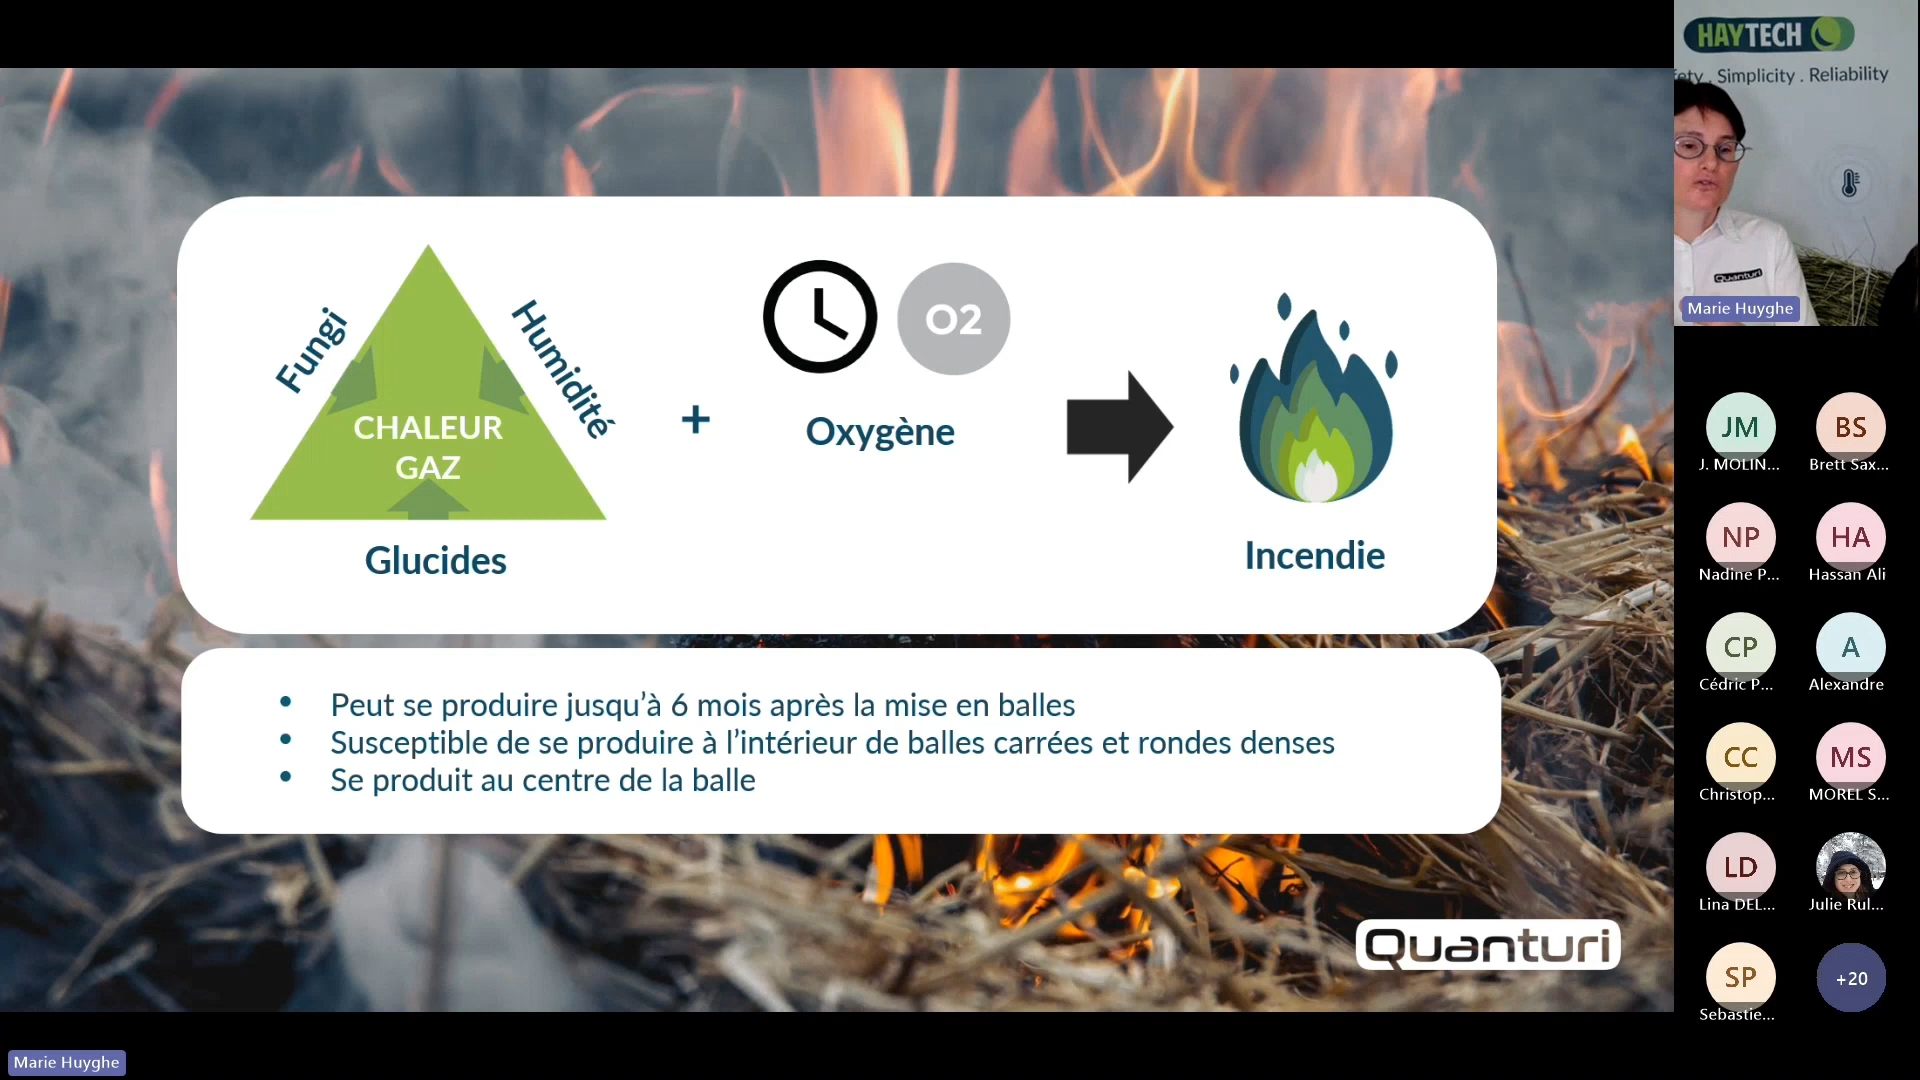 Fungi
Humidité
CHALEUR
GAZ
Glucides
+
O2
Oxygène
Incendie
• Peut se produire jusqu’à 6 mois après la mise en balles
• Susceptible de se produire à l’intérieur de balles carrées et rondes denses
• Se produit au centre de la balle
Quanturi
Marie Huyghe
HAYTECH
. Simplicity . Reliability
Quanturi
Marie Huyghe
JM
J. MOLIN...
BS
Brett Sax...
NP
Nadine P...
HA
Hassan Ali
CP
Cédric P...
A
Alexandre
CC
Christop...
MS
MOREL S...
LD
Lina DEL...
Julie Rul...
SP
Sebastie...
+20